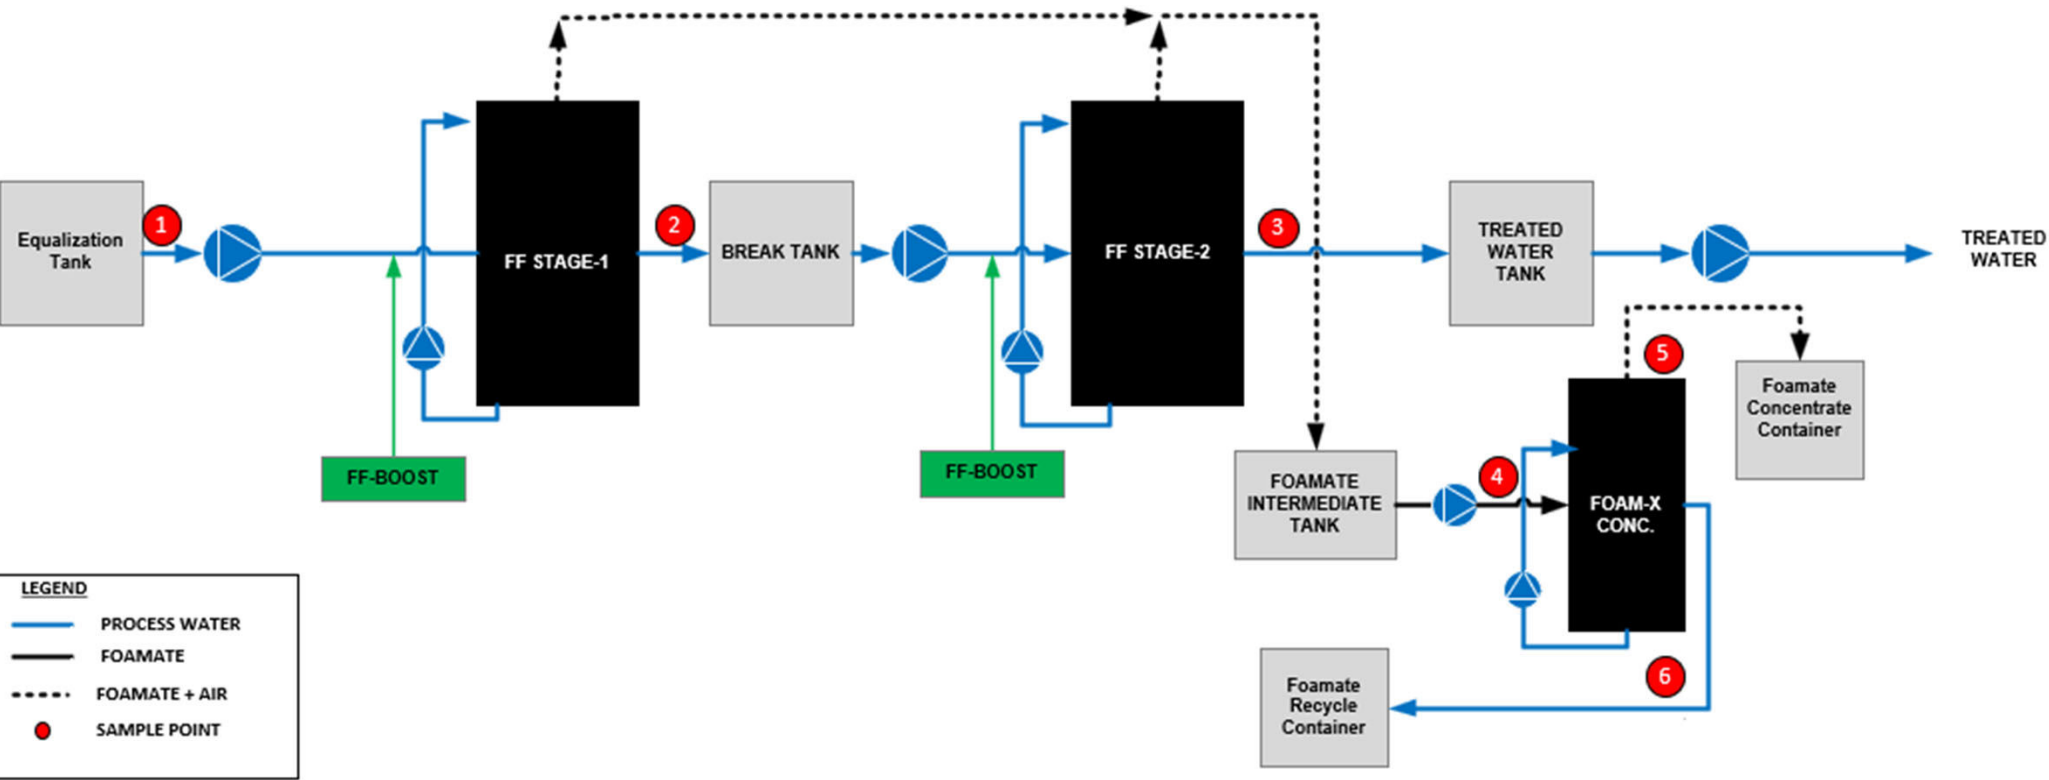 1
Equalization
Tank
FF STAGE-1
2
BREAK TANK
FF STAGE-2
3
TREATED
WATER
TANK
TREATED
WATER
FF-BOOST
FF-BOOST
FOAMATE
INTERMEDIATE
TANK
4
FOAM-X
CONC.
5
Foamate
Concentrate
Container
6
Foamate
Recycle
Container
LEGEND
PROCESS WATER
FOAMATE
FOAMATE + AIR
SAMPLE POINT